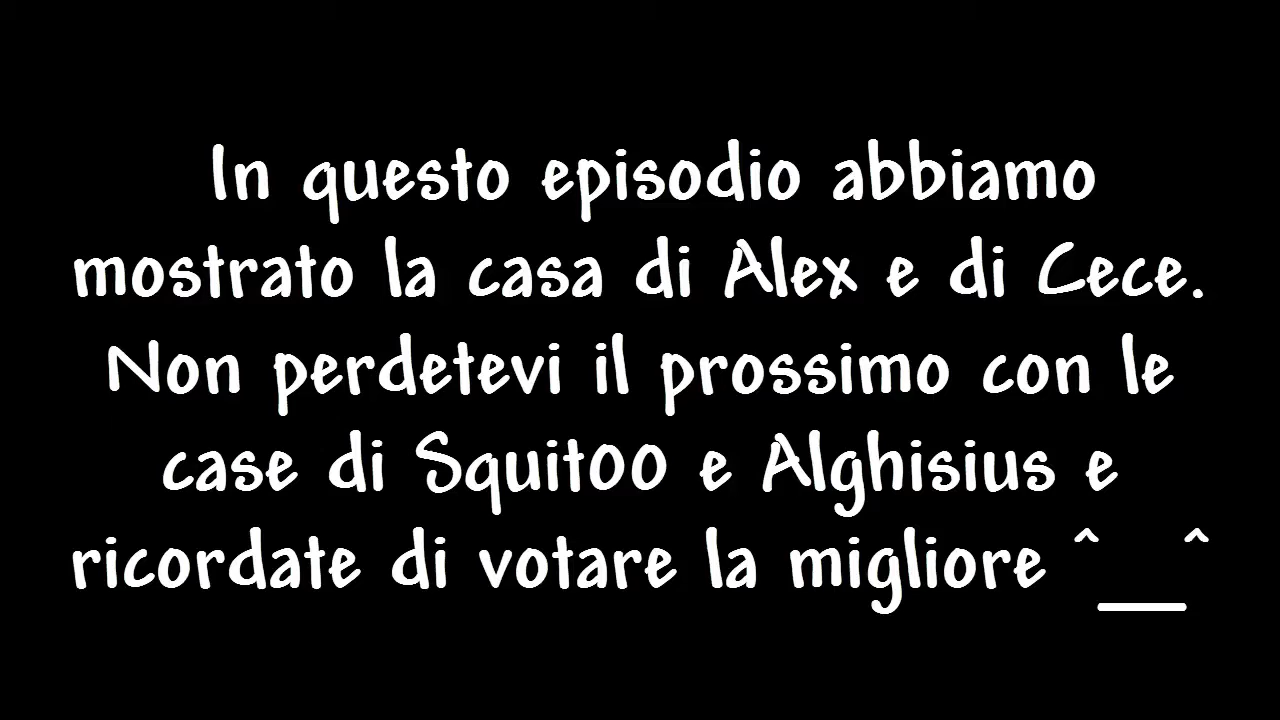 In questo episodio abbiamo
mostrato la casa di Alex e di Cece.
Non perdetevi il prossimo con le
case di Squit00 e Alghisius e
ricordate di votare la migliore ^__^